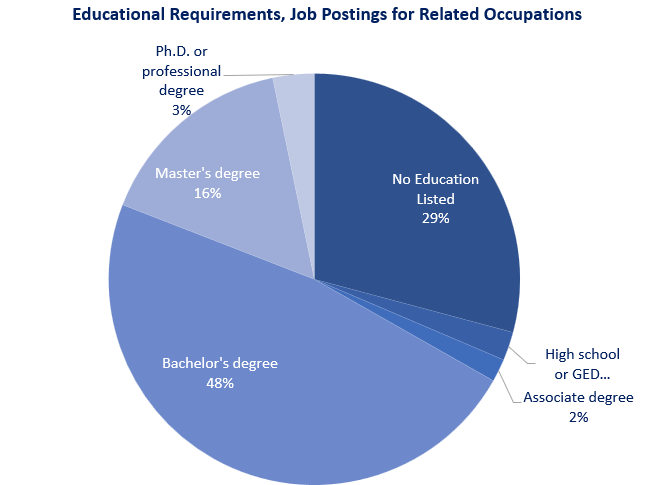 Educational Requirements, Job Postings for Related Occupations
Ph.D. or
professional
degree
3%
Master's degree
16%
No Education
Listed
29%
Bachelor's degree
48%
High school
or GED...
Associate degree
2%